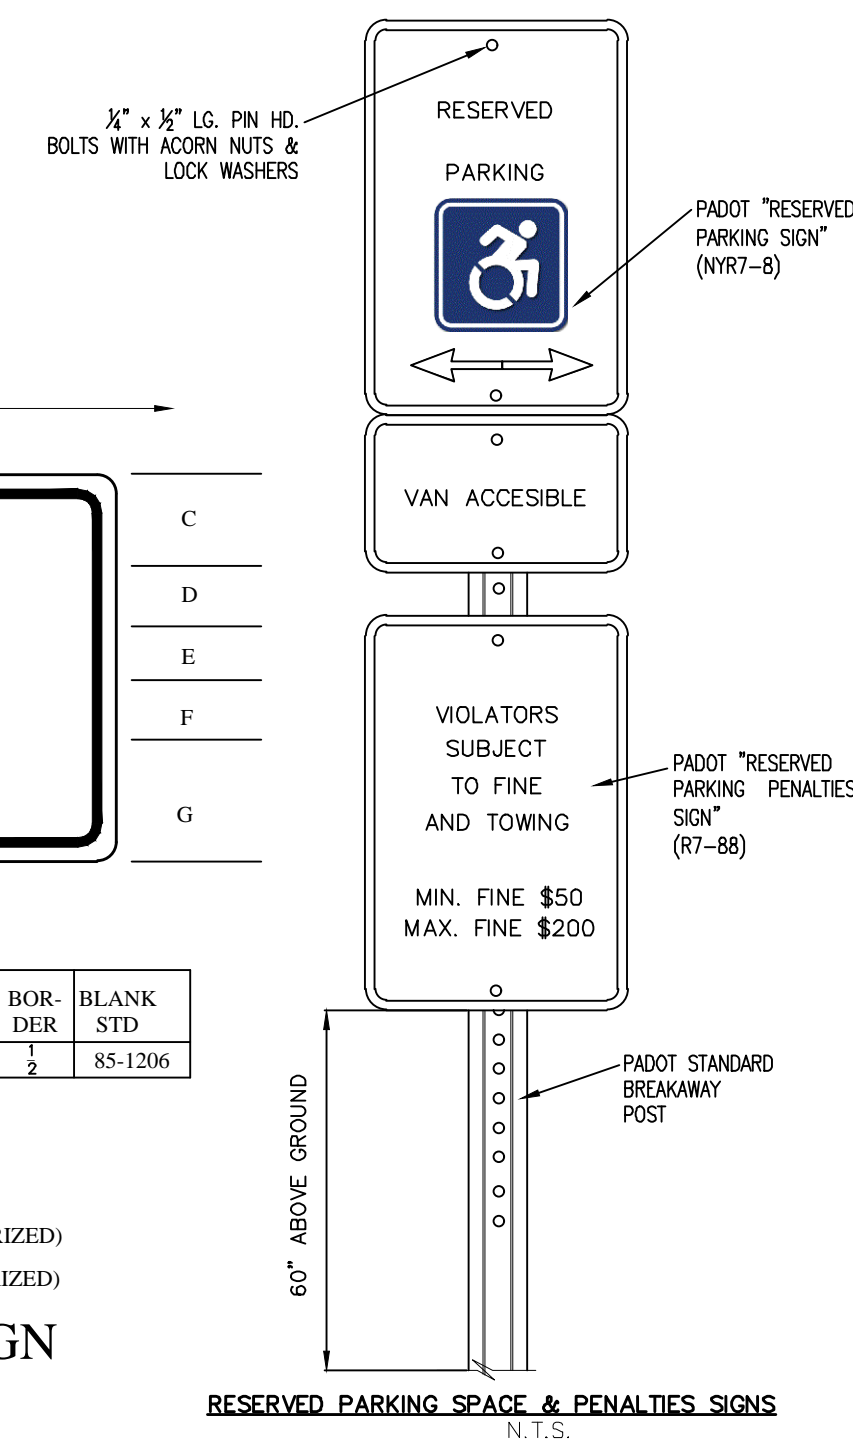 ¼" x ½" LG. PIN HD.
BOLTS WITH ACORN NUTS &
LOCK WASHERS
RESERVED
PARKING
PADOT "RESERVED
PARKING SIGN"
(NYR7-8)
VAN ACCESIBLE
C
D
E
F
G
VIOLATORS
SUBJECT
TO FINE
AND TOWING
MIN. FINE $50
MAX. FINE $200
PADOT "RESERVED
PARKING PENALTIES
SIGN"
(R7-88)
BOR-
DER
BLANK
STD
1/2
85-1206
60" ABOVE GROUND
PADOT STANDARD
BREAKAWAY
POST
RESERVED PARKING SPACE & PENALTIES SIGNS
N.T.S.